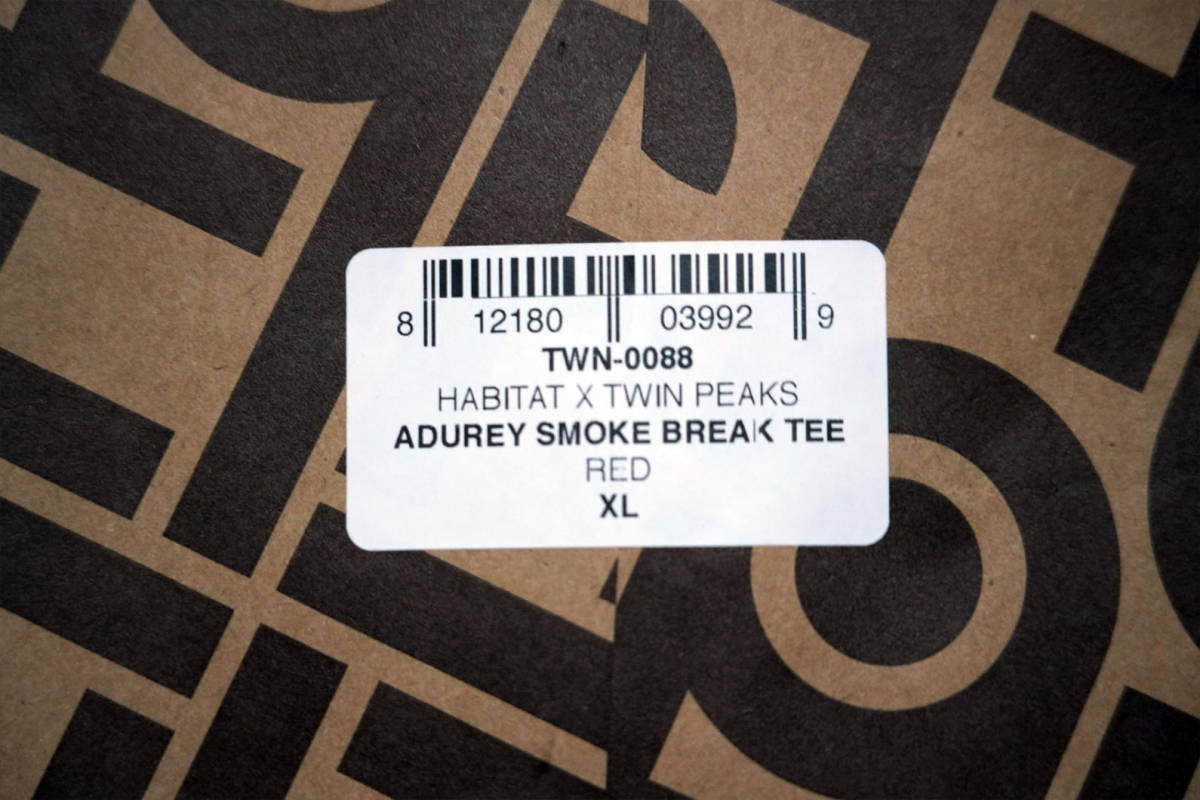 8 12180 03992 9
TWN-0088
HABITAT X TWIN PEAKS
ADUREY SMOKE BREAK TEE
RED
XL